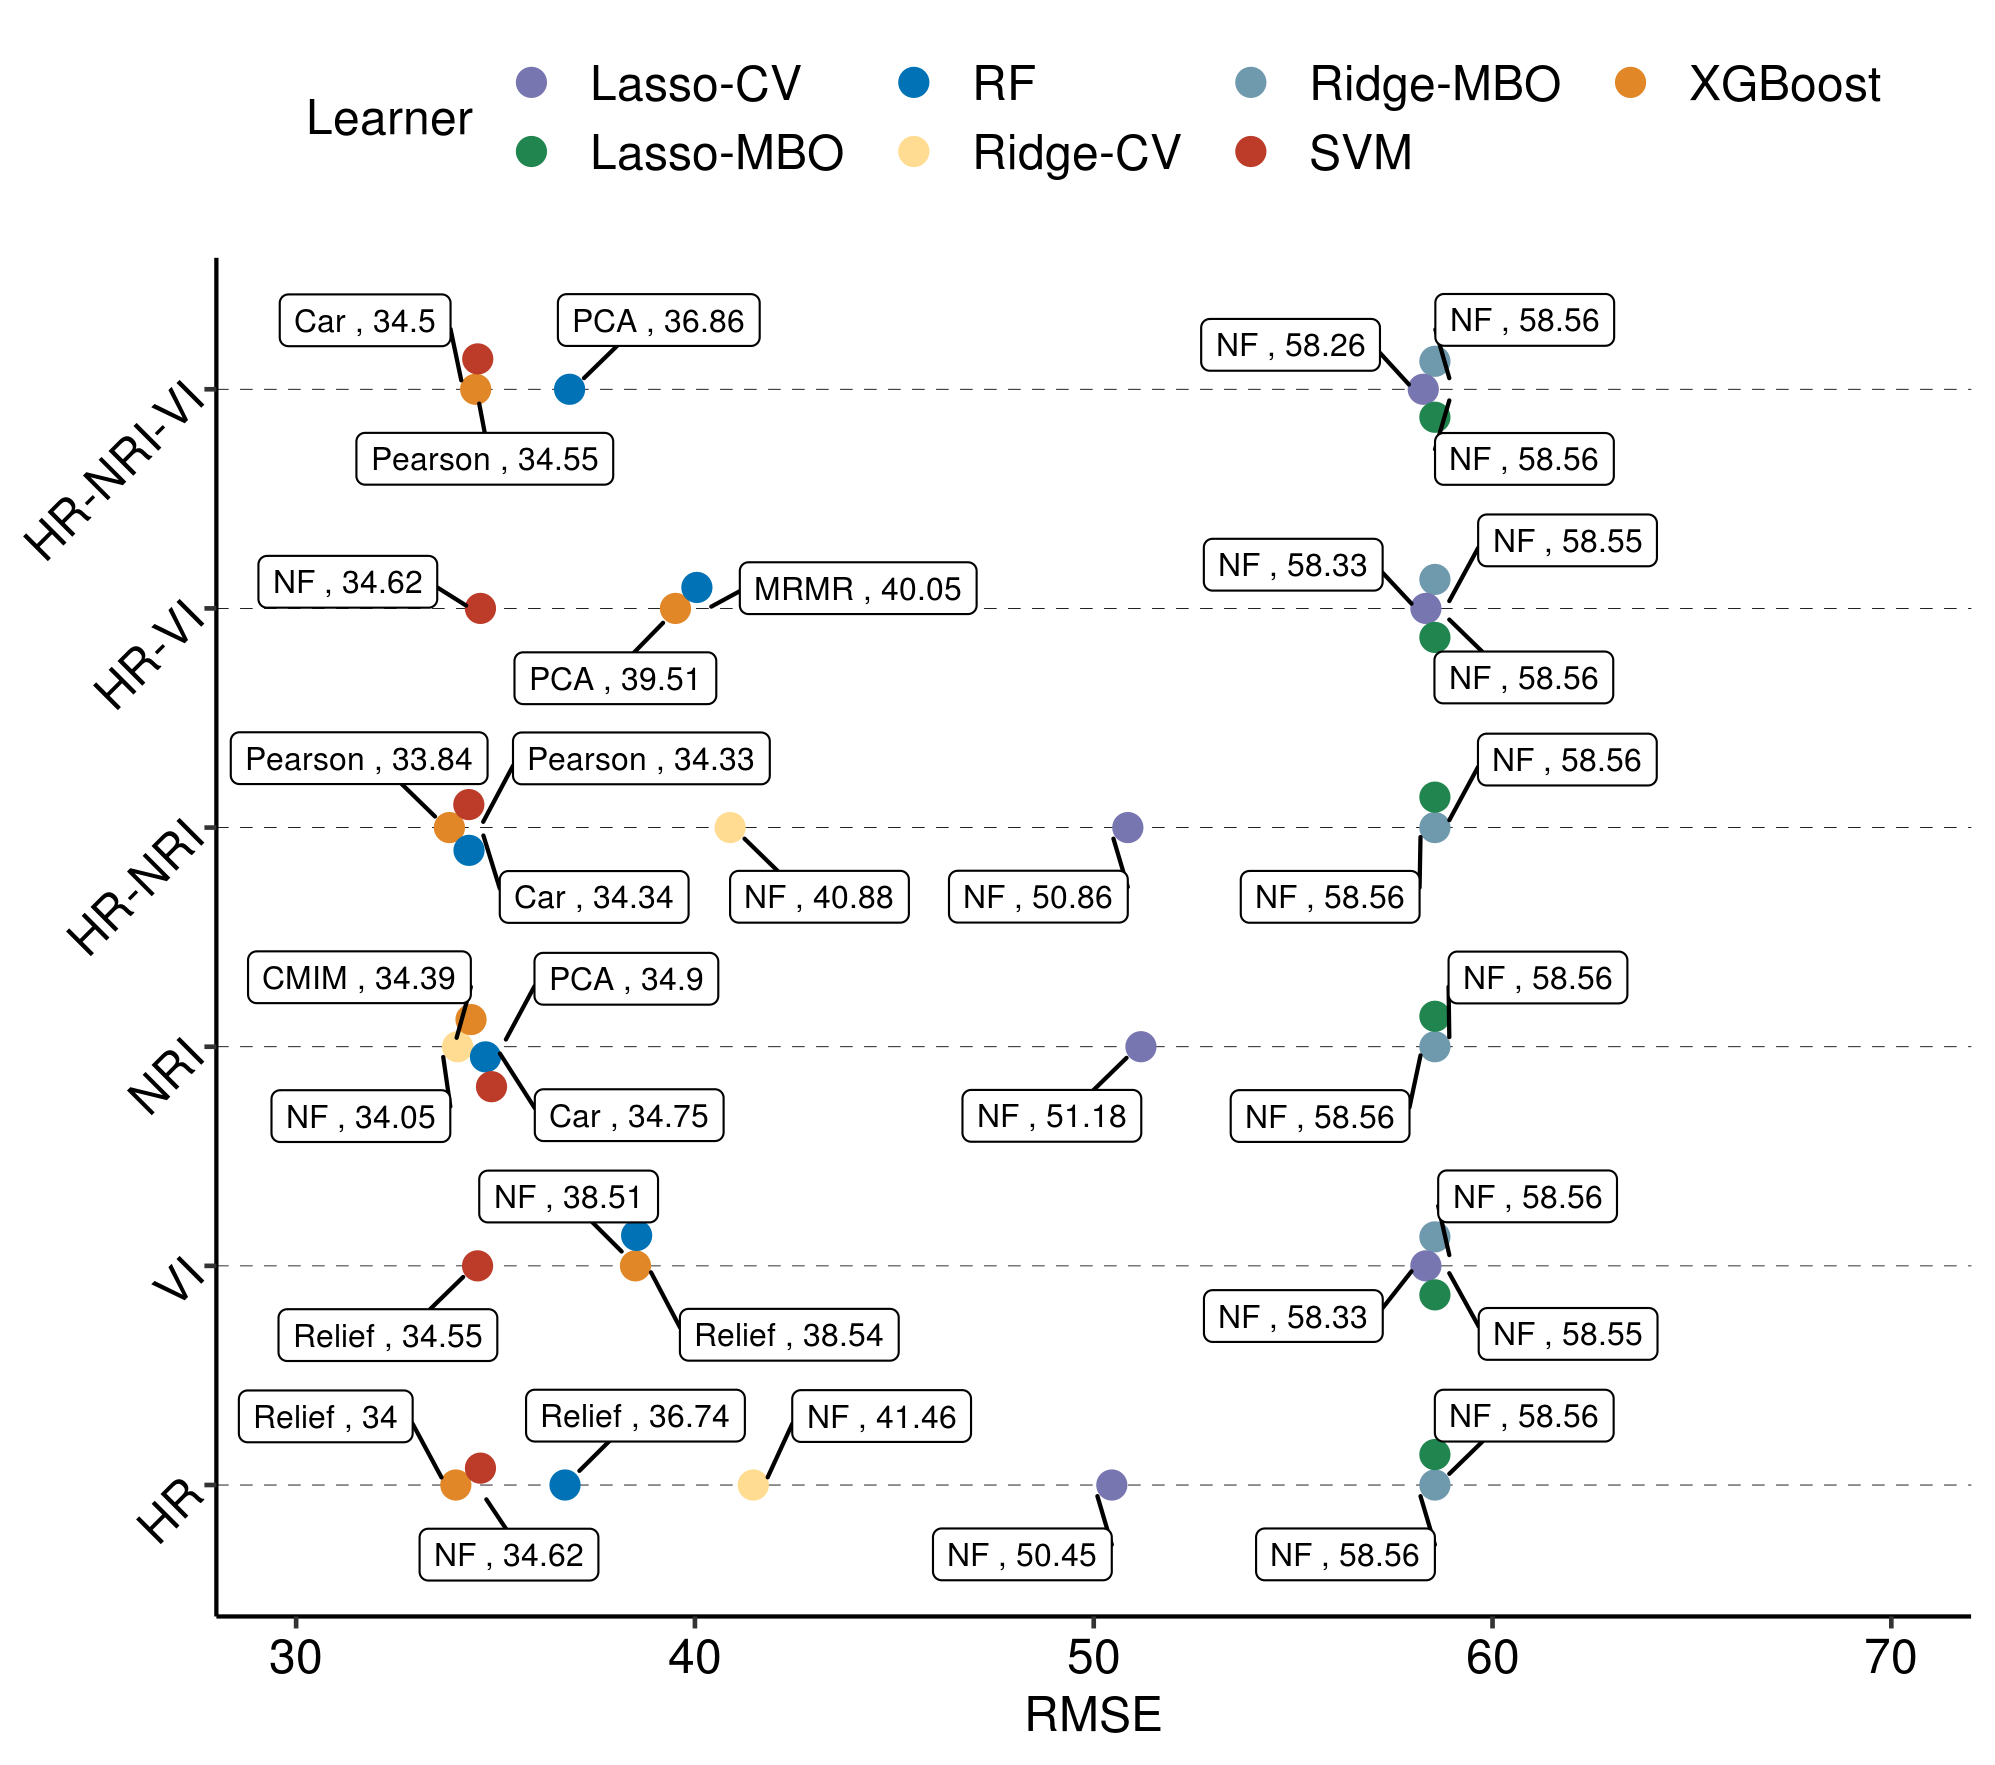 Learner
Lasso-CV
RF
Ridge-MBO
XGBoost
Lasso-MBO
Ridge-CV
SVM
HR-NRI-VI
Car , 34.5
PCA , 36.86
NF , 58.26
NF , 58.56
Pearson , 34.55
NF , 58.56
HR-VI
NF , 34.62
MRMR , 40.05
NF , 58.33
NF , 58.55
PCA , 39.51
NF , 58.56
HR-NRI
Pearson , 33.84
Pearson , 34.33
NF , 58.56
Car , 34.34
NF , 40.88
NF , 50.86
NF , 58.56
NRI
CMIM , 34.39
PCA , 34.9
NF , 58.56
NF , 34.05
Car , 34.75
NF , 51.18
NF , 58.56
VI
NF , 38.51
NF , 58.56
Relief , 34.55
Relief , 38.54
NF , 58.33
NF , 58.55
HR
Relief , 34
Relief , 36.74
NF , 41.46
NF , 58.56
NF , 34.62
NF , 50.45
NF , 58.56
30
40
50
60
70
RMSE